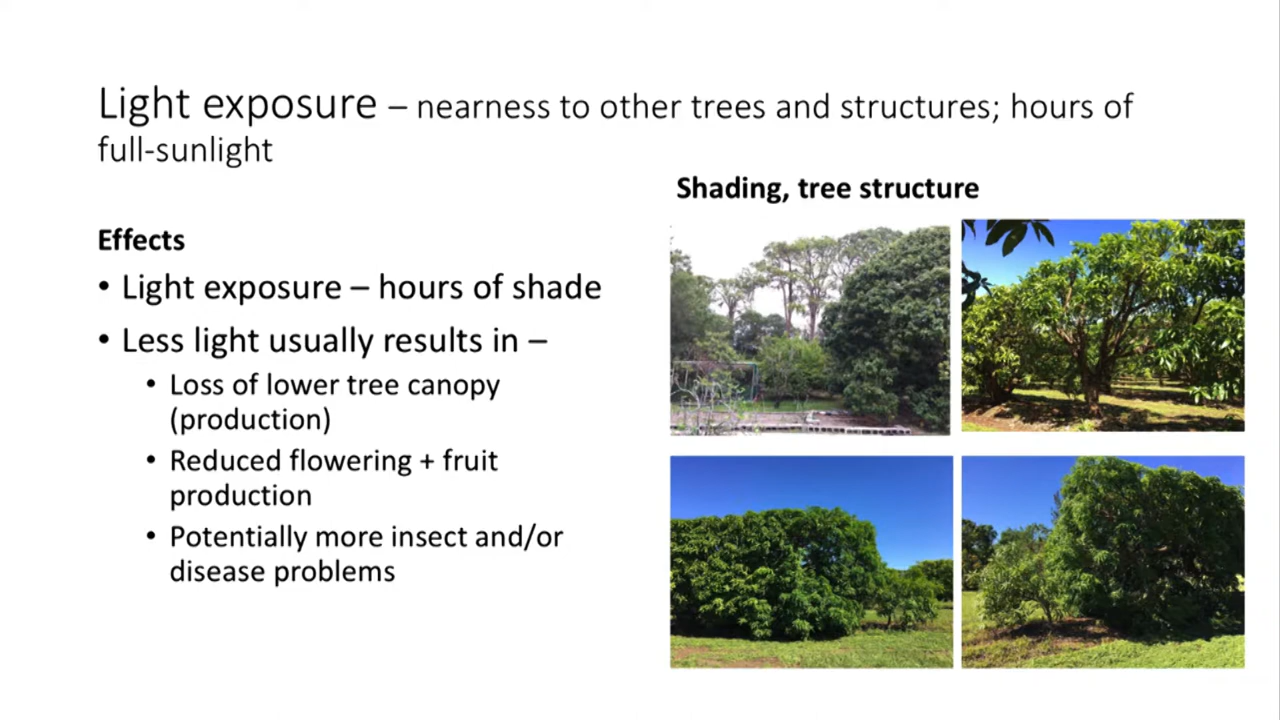 Light exposure – nearness to other trees and structures; hours of
full-sunlight
Effects
• Light exposure – hours of shade
• Less light usually results in –
• Loss of lower tree canopy
(production)
• Reduced flowering + fruit
production
• Potentially more insect and/or
disease problems
Shading, tree structure